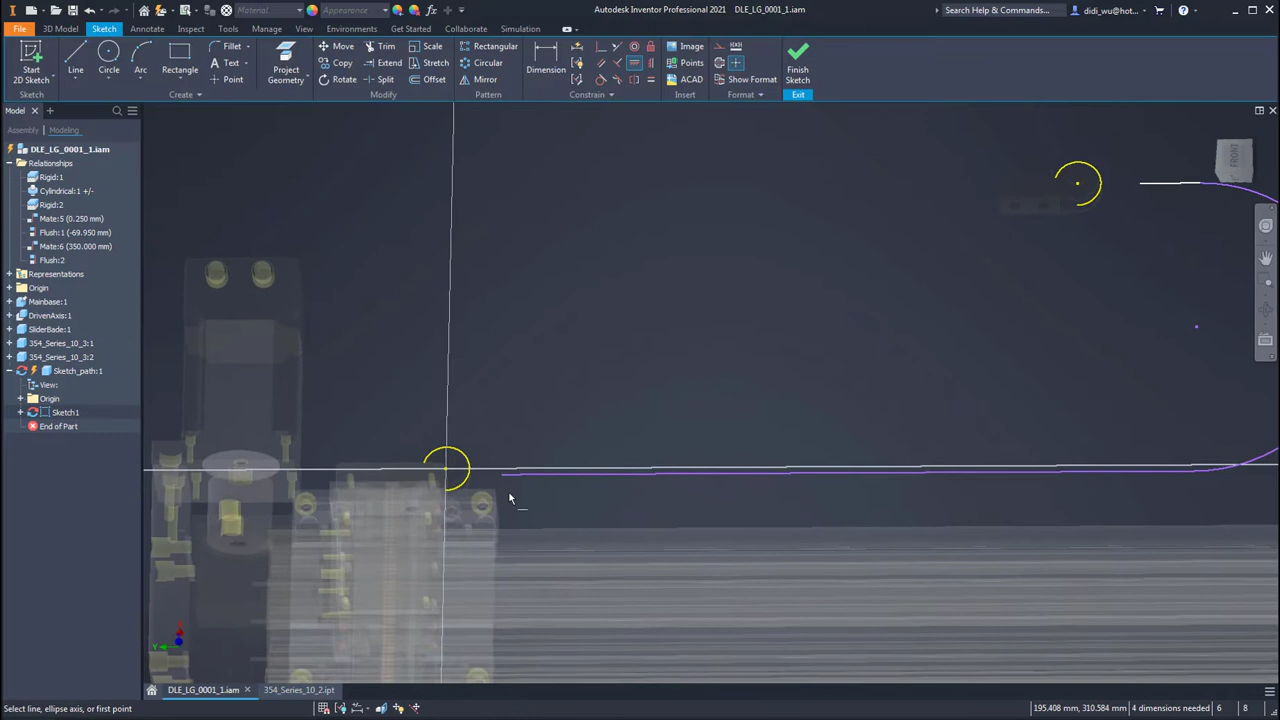 Material
Appearance
Autodesk Inventor Professional 2021 DLE_LG_0001_1.iam
Search Help & Commands...
didi_wu@hot...
File 3D Model Sketch Annotate Inspect Tools Manage View Environments Get Started Collaborate Simulation
Start
2D Sketch
Line
Circle
Arc
Rectangle
Fillet
Text
Point
Project
Geometry
Move
Copy
Rotate
Trim
Extend
Split
Scale
Stretch
Offset
Rectangular
Circular
Mirror
Dimension
Image
Points
ACAD
Show Format
Finish
Sketch
Sketch
Create
Modify
Pattern
Constrain
Insert
Format
Exit
Model
Assembly Modeling
DLE_LG_0001_1.iam
Relationships
Rigid:1
Cylindrical:1 +/-
Rigid:2
Mate:5 (0.250 mm)
Flush:1 (-69.950 mm)
Mate:6 (350.000 mm)
Flush:2
Representations
Origin
Mainbase:1
DrivenAxis:1
SliderBade:1
354_Series_10_3:1
354_Series_10_3:2
Sketch_path:1
View:
Origin
Sketch1
End of Part
FRONT
Y
DLE_LG_0001_1.iam
354_Series_10_2.ipt
Select line, ellipse axis, or first point
195.408 mm, 310.584 mm 4 dimensions needed 6 8